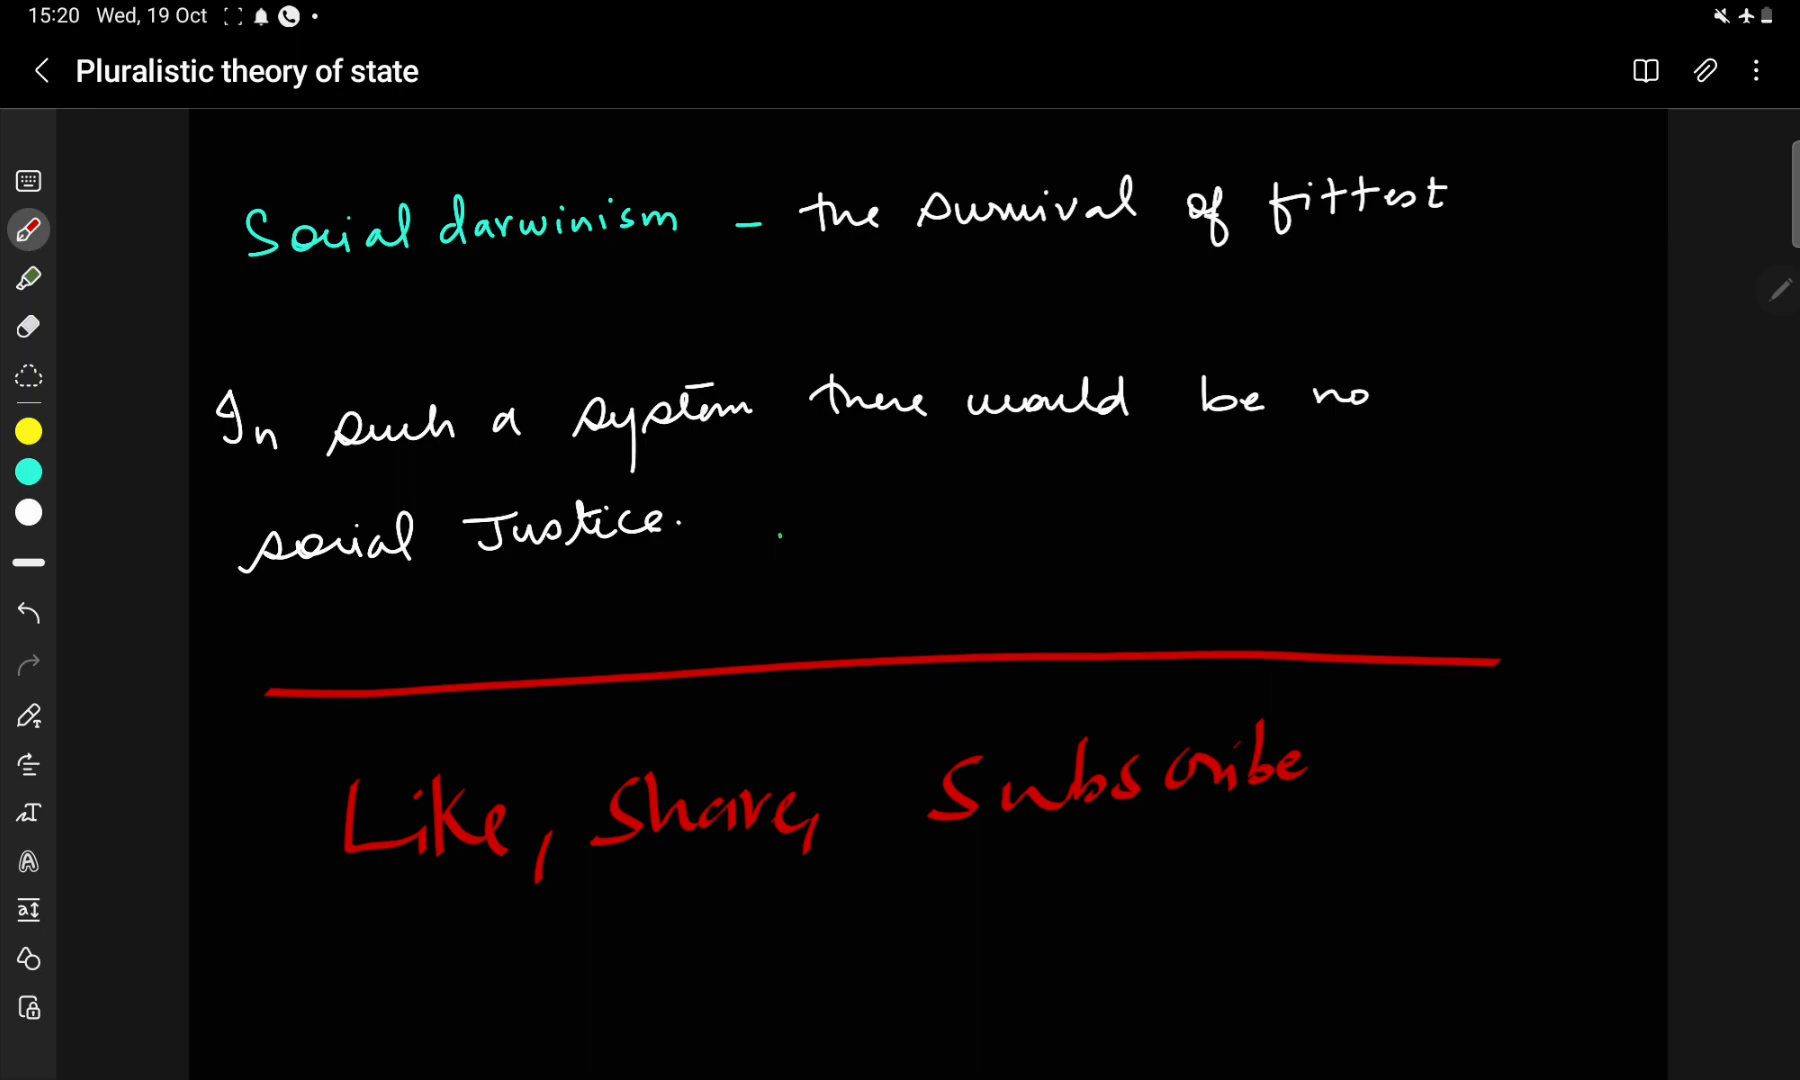 15:20 Wed, 19 Oct
Pluralistic theory of state
Social darwinism - the survival of fittest
In such a system there would be no
social Justice.
Like, Share, Subscribe